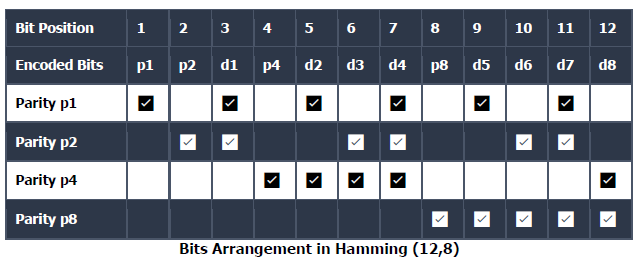 Bit Position 1 2 3 4 5 6 7 8 9 10 11 12
Encoded Bits p1 p2 d1 p4 d2 d3 d4 p8 d5 d6 d7 d8
Parity p1
Parity p2
Parity p4
Parity p8
Bits Arrangement in Hamming (12,8)